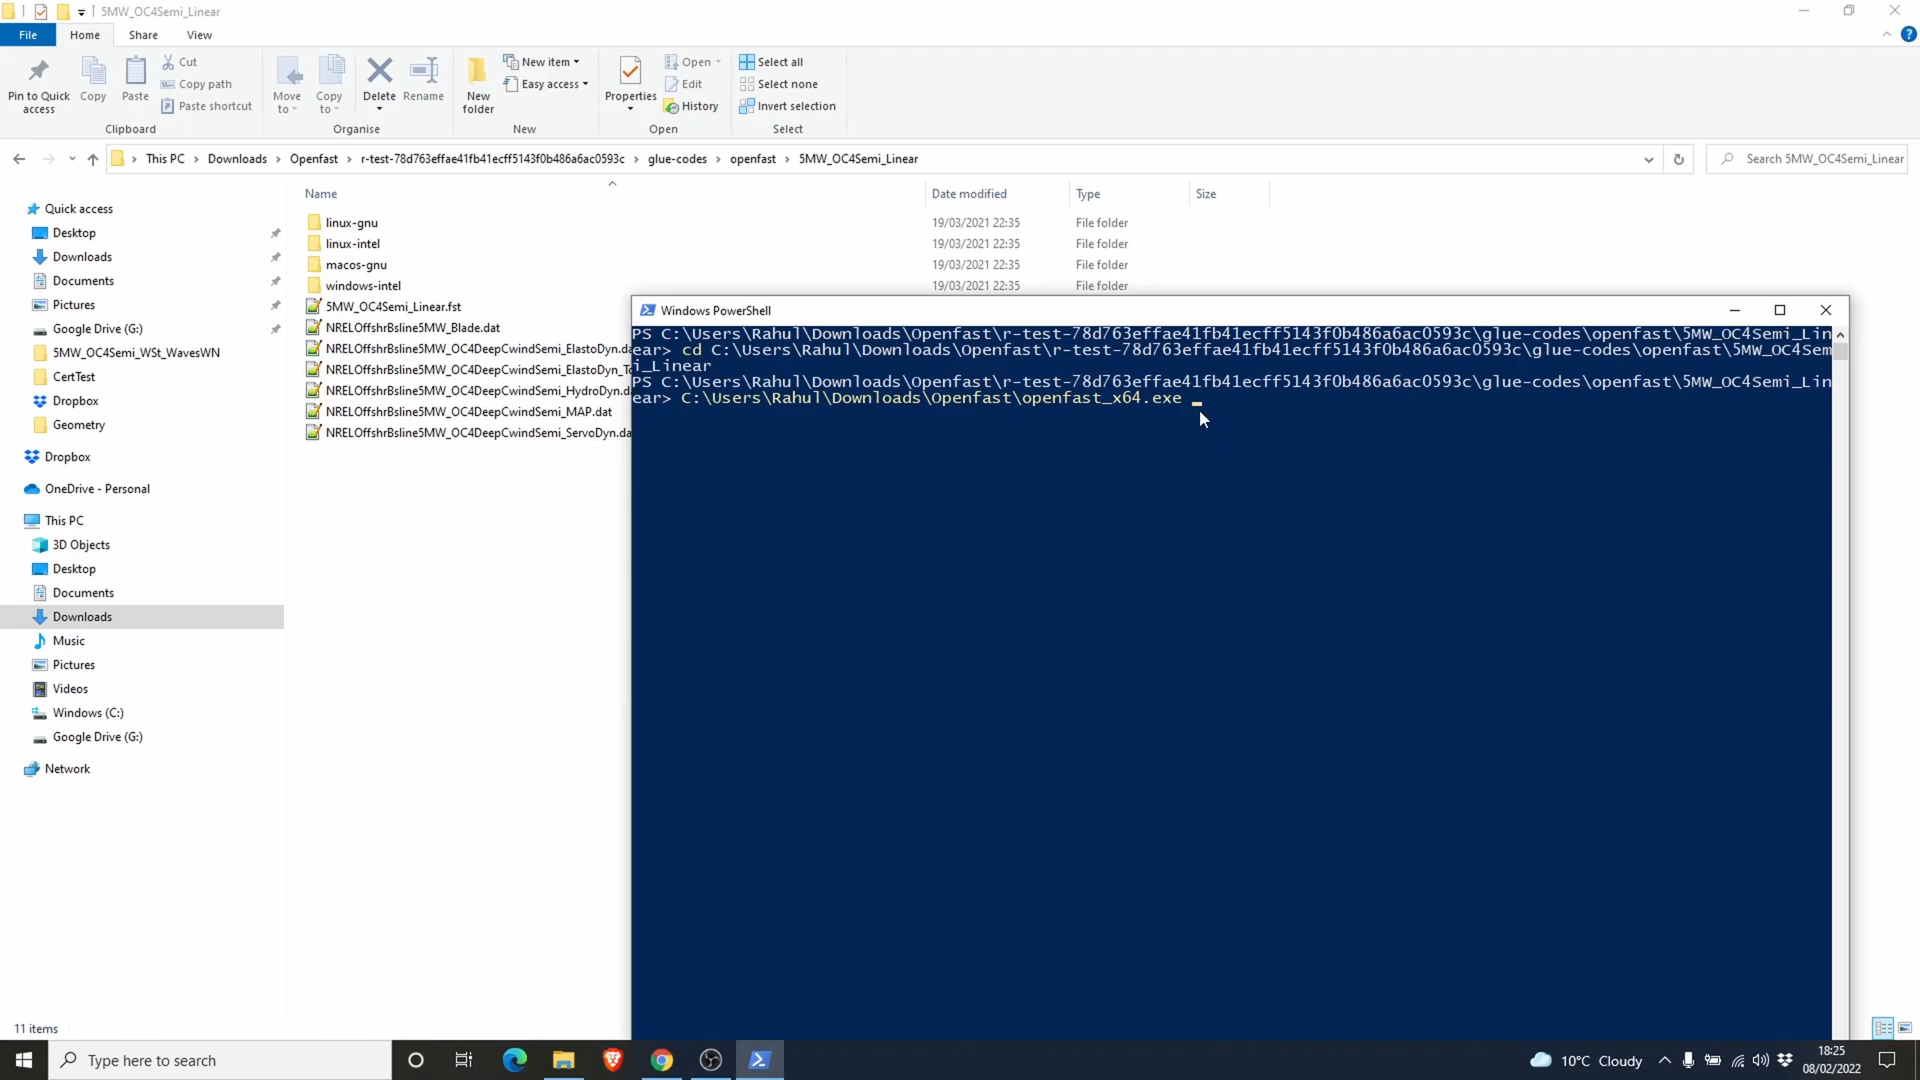 5MW_OC4Semi_Linear
File
Home
Share
View
Pin to Quick access
Copy
Paste
Cut
Copy path
Paste shortcut
Clipboard
Move to
Copy to
Delete
Rename
Organise
New folder
New item
Easy access
New
Properties
Open
Edit
History
Open
Select all
Select none
Invert selection
Select
This PC > Downloads > Openfast > r-test-78d763effae41fb41ecff5143f0b486a6ac0593c > glue-codes > openfast > 5MW_OC4Semi_Linear
Search 5MW_OC4Semi_Linear
Quick access
Desktop
Downloads
Documents
Pictures
Google Drive (G:)
5MW_OC4Semi_WSt_WavesWN
CertTest
Dropbox
Geometry
Dropbox
OneDrive - Personal
This PC
3D Objects
Desktop
Documents
Downloads
Music
Pictures
Videos
Windows (C:)
Google Drive (G:)
Network
Name Date modified Type Size
linux-gnu 19/03/2021 22:35 File folder
linux-intel 19/03/2021 22:35 File folder
macos-gnu 19/03/2021 22:35 File folder
windows-intel 19/03/2021 22:35 File folder
5MW_OC4Semi_Linear.fst
NRELOffshrBsline5MW_Blade.dat
NRELOffshrBsline5MW_OC4DeepCwindSemi_ElastoDyn.da
NRELOffshrBsline5MW_OC4DeepCwindSemi_ElastoDyn_To
NRELOffshrBsline5MW_OC4DeepCwindSemi_HydroDyn.d
NRELOffshrBsline5MW_OC4DeepCwindSemi_MAP.dat
NRELOffshrBsline5MW_OC4DeepCwindSemi_ServoDyn.da
Windows PowerShell
PS C:\Users\Rahul\Downloads\Openfast\r-test-78d763effae41fb41ecff5143f0b486a6ac0593c\glue-codes\openfast\5MW_OC4Semi_Lin
ear> cd C:\Users\Rahul\Downloads\Openfast\r-test-78d763effae41fb41ecff5143f0b486a6ac0593c\glue-codes\openfast\5MW_OC4Sem
i_Linear
PS C:\Users\Rahul\Downloads\Openfast\r-test-78d763effae41fb41ecff5143f0b486a6ac0593c\glue-codes\openfast\5MW_OC4Semi_Lin
ear> C:\Users\Rahul\Downloads\Openfast\openfast_x64.exe
11 items
Type here to search
10°C Cloudy
18:25
08/02/2022